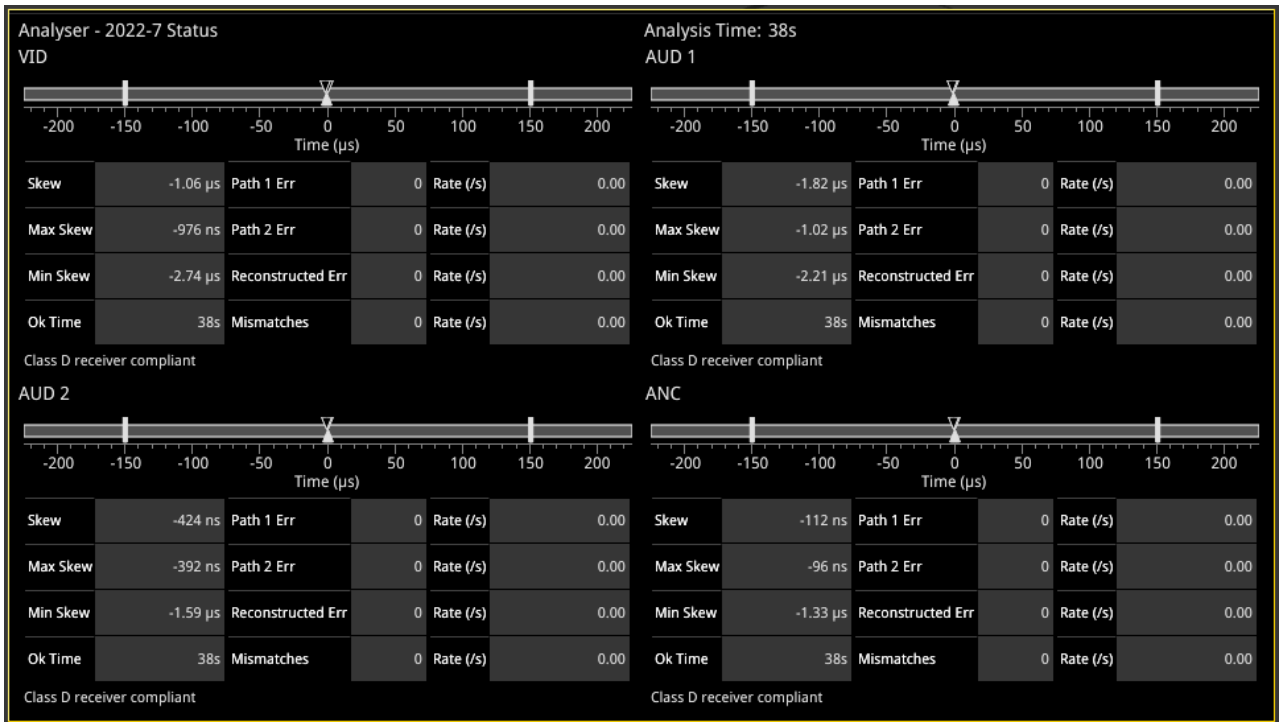 Analyser - 2022-7 Status
Analysis Time: 38s
VID
-200 -150 -100 -50 0 50 100 150 200
Time (µs)
Skew -1.06 µs Path 1 Err 0 Rate (/s) 0.00
Max Skew -976 ns Path 2 Err 0 Rate (/s) 0.00
Min Skew -2.74 µs Reconstructed Err 0 Rate (/s) 0.00
Ok Time 38s Mismatches 0 Rate (/s) 0.00
Class D receiver compliant
AUD 1
-200 -150 -100 -50 0 50 100 150 200
Time (µs)
Skew -1.82 µs Path 1 Err 0 Rate (/s) 0.00
Max Skew -1.02 µs Path 2 Err 0 Rate (/s) 0.00
Min Skew -2.21 µs Reconstructed Err 0 Rate (/s) 0.00
Ok Time 38s Mismatches 0 Rate (/s) 0.00
Class D receiver compliant
AUD 2
-200 -150 -100 -50 0 50 100 150 200
Time (µs)
Skew -424 ns Path 1 Err 0 Rate (/s) 0.00
Max Skew -392 ns Path 2 Err 0 Rate (/s) 0.00
Min Skew -1.59 µs Reconstructed Err 0 Rate (/s) 0.00
Ok Time 38s Mismatches 0 Rate (/s) 0.00
Class D receiver compliant
ANC
-200 -150 -100 -50 0 50 100 150 200
Time (µs)
Skew -112 ns Path 1 Err 0 Rate (/s) 0.00
Max Skew -96 ns Path 2 Err 0 Rate (/s) 0.00
Min Skew -1.33 µs Reconstructed Err 0 Rate (/s) 0.00
Ok Time 38s Mismatches 0 Rate (/s) 0.00
Class D receiver compliant